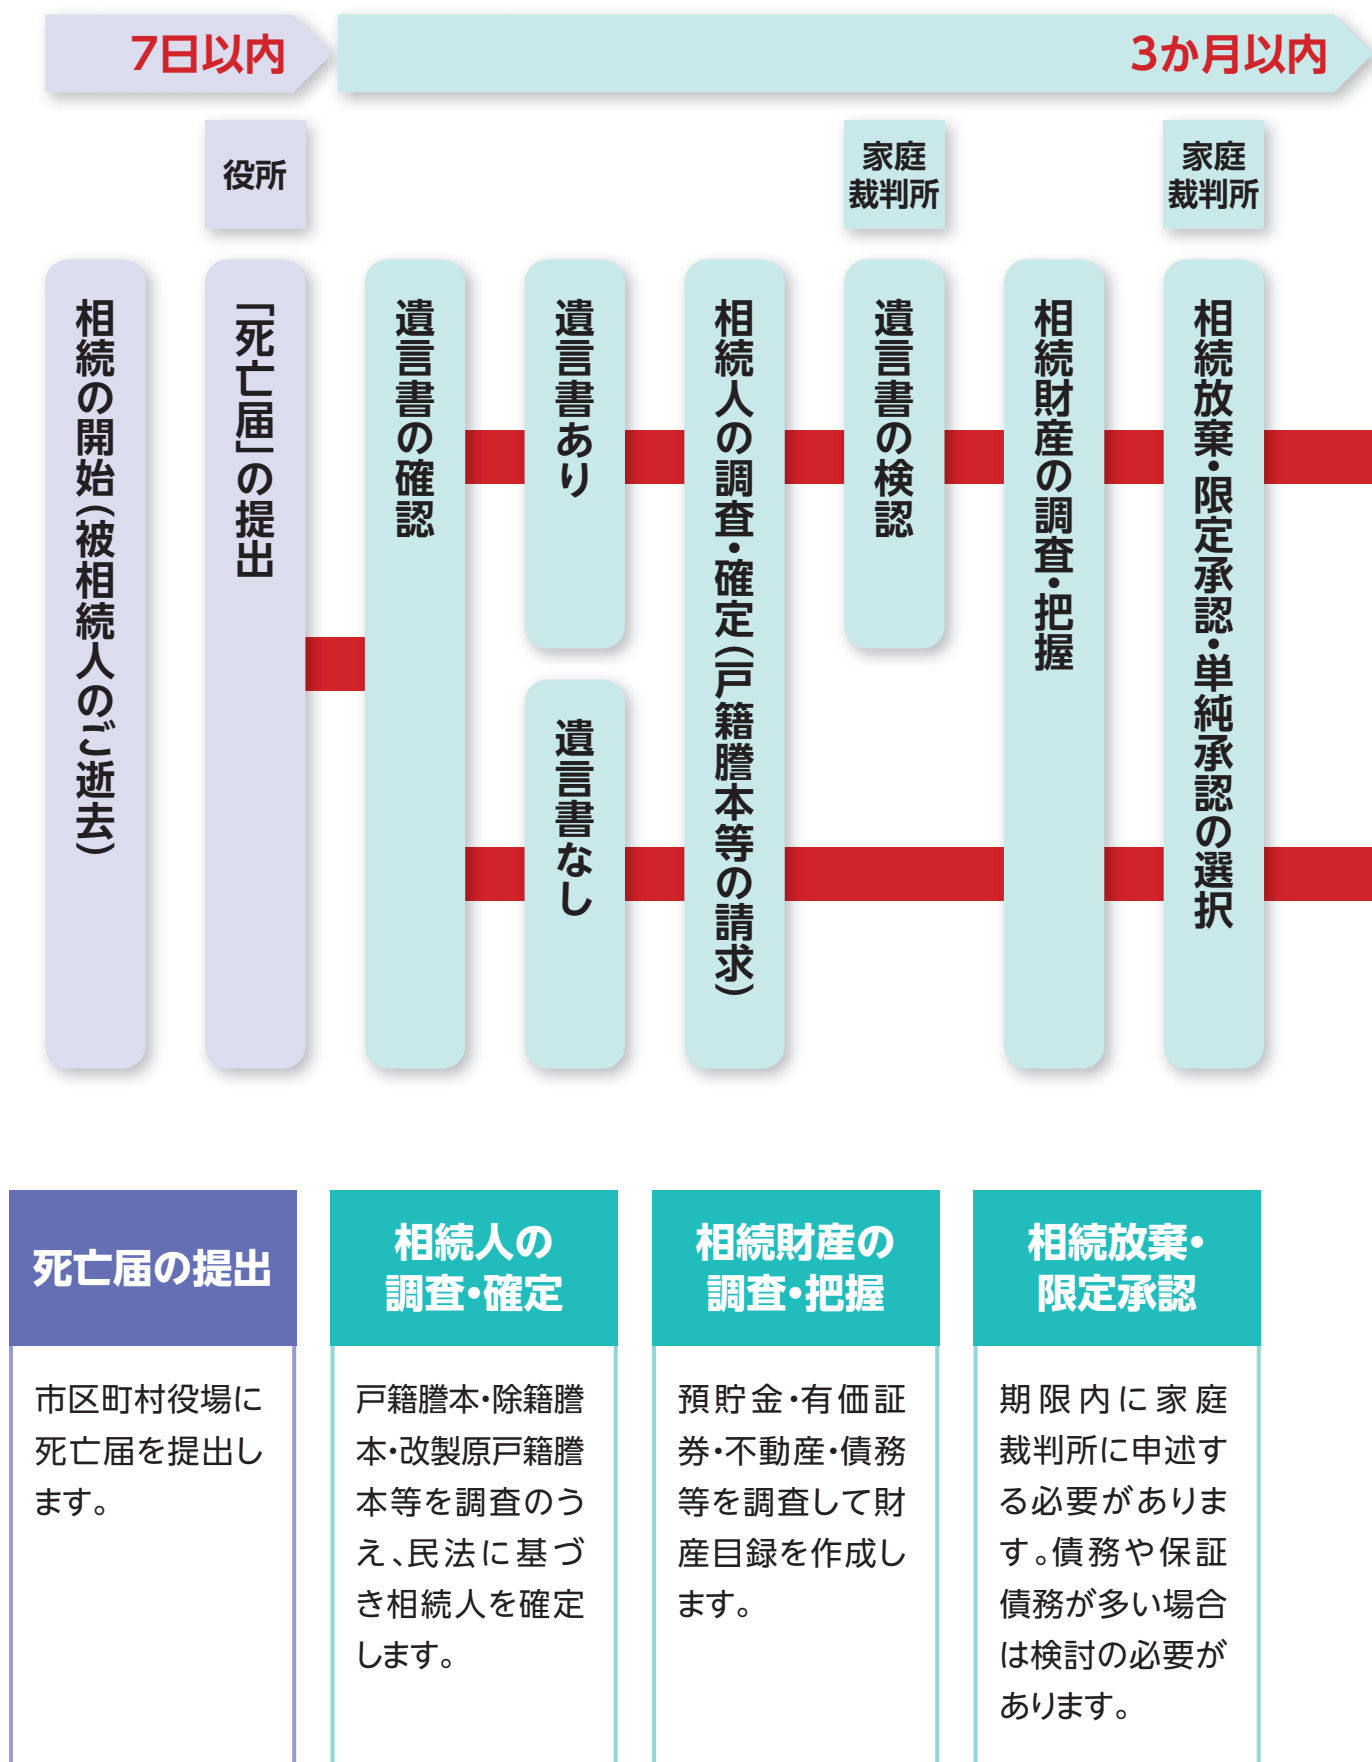 7日以内
3か月以内
役所
家庭
裁判所
家庭
裁判所
相続の開始(被相続人のご逝去)
「死亡届」の提出
遺言書の確認
遺言書あり
遺言書なし
相続人の調査・確定(戸籍謄本等の請求)
遺言書の検認
相続財産の調査・把握
相続放棄・限定承認・単純承認の選択
死亡届の提出
市区町村役場に
死亡届を提出し
ます。
相続人の
調査・確定
戸籍謄本・除籍謄
本・改製原戸籍謄
本等を調査のう
え、民法に基づ
き相続人を確定
します。
相続財産の
調査・把握
預貯金・有価証
券・不動産・債務
等を調査して財
産目録を作成し
ます。
相続放棄・
限定承認
期限内に家庭
裁判所に申述す
る必要がありま
す。債務や保証
債務が多い場合
は検討の必要が
あります。